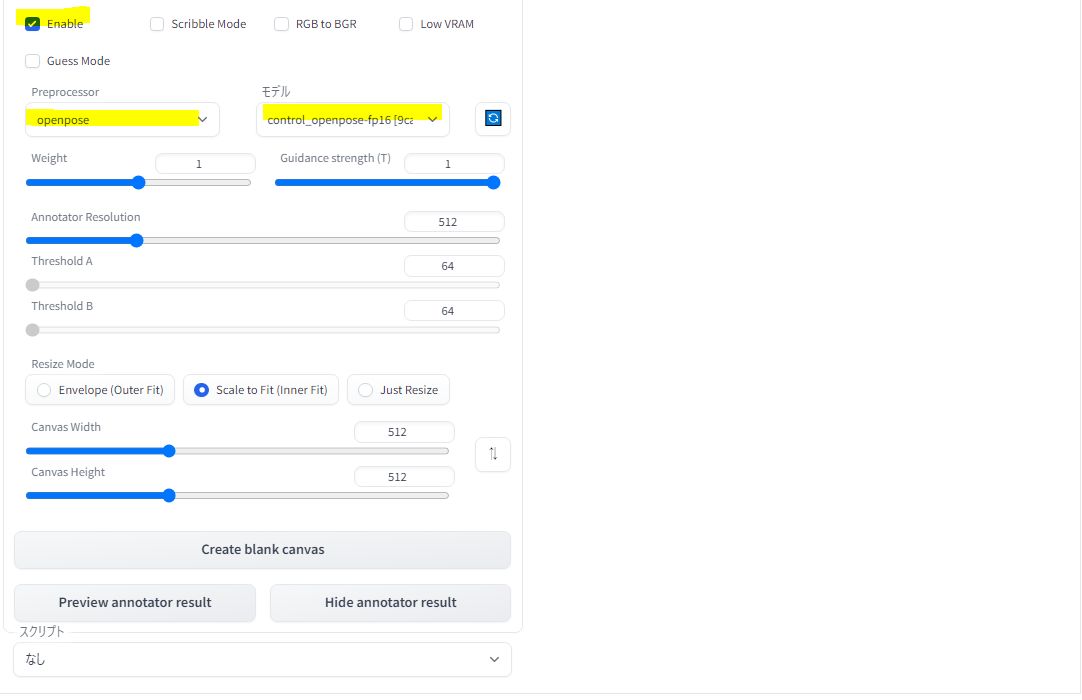 Enable Scribble Mode RGB to BGR Low VRAM
Guess Mode
Preprocessor モデル
openpose control_openpose-fp16 [9ca
Weight 1 Guidance strength (T) 1
Annotator Resolution 512
Threshold A 64
Threshold B 64
Resize Mode
Envelope (Outer Fit) Scale to Fit (Inner Fit) Just Resize
Canvas Width 512
Canvas Height 512
Create blank canvas
Preview annotator result Hide annotator result
スクリプト
なし